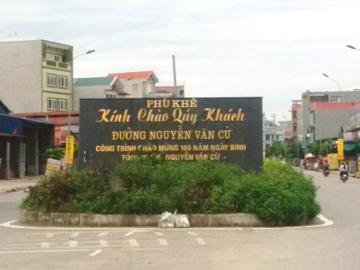 PHÙ KHÊ
Kính Chào Quý Khách
ĐƯỜNG NGUYỄN VĂN CỪ
CÔNG TRÌNH CHÀO MỪNG 100 NĂM NGÀY SINH
NGUYỄN VĂN CỪ